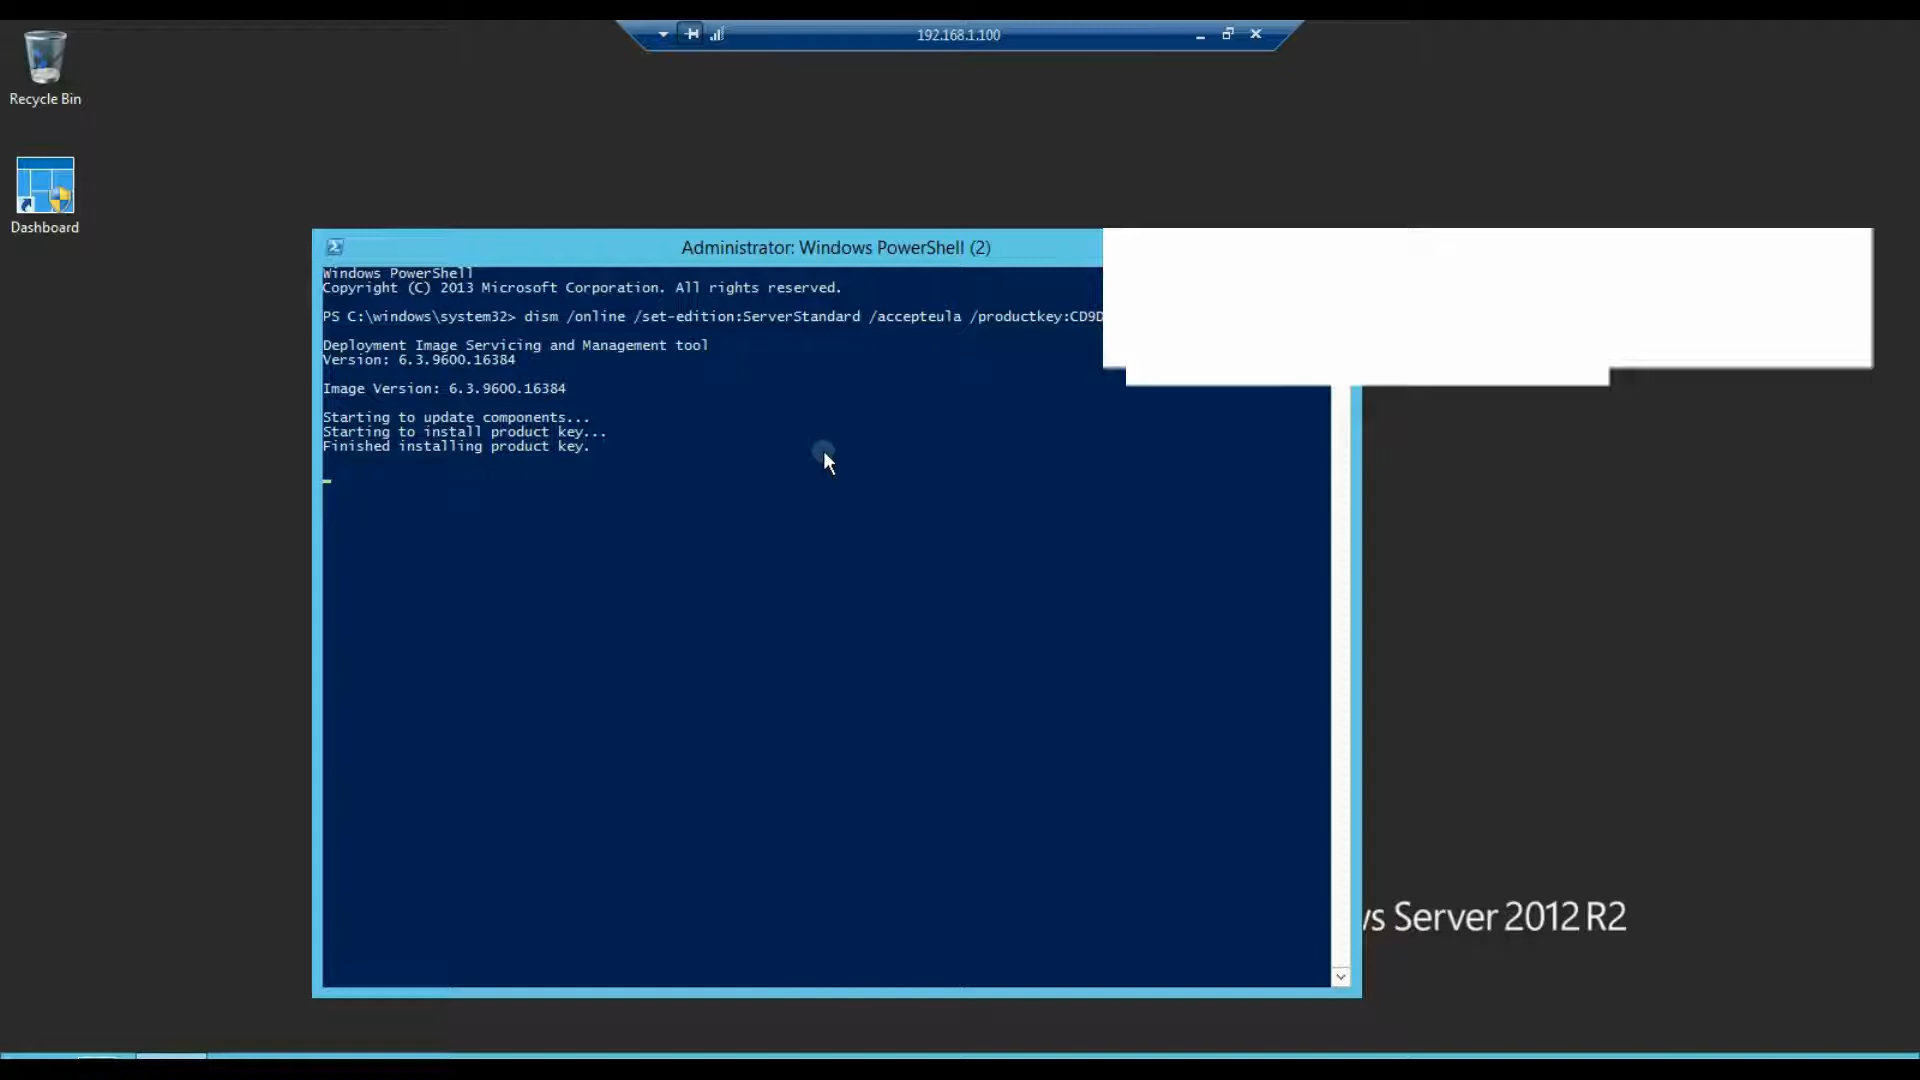 192.168.1.100
Recycle Bin
Dashboard
Administrator: Windows PowerShell (2)
Windows PowerShell
Copyright (C) 2013 Microsoft Corporation. All rights reserved.
PS C:\windows\system32> dism /online /set-edition:ServerStandard /accepteula /productkey:CD9D
Deployment Image Servicing and Management tool
Version: 6.3.9600.16384
Image Version: 6.3.9600.16384
Starting to update components...
Starting to install product key...
Finished installing product key.
ws Server 2012 R2